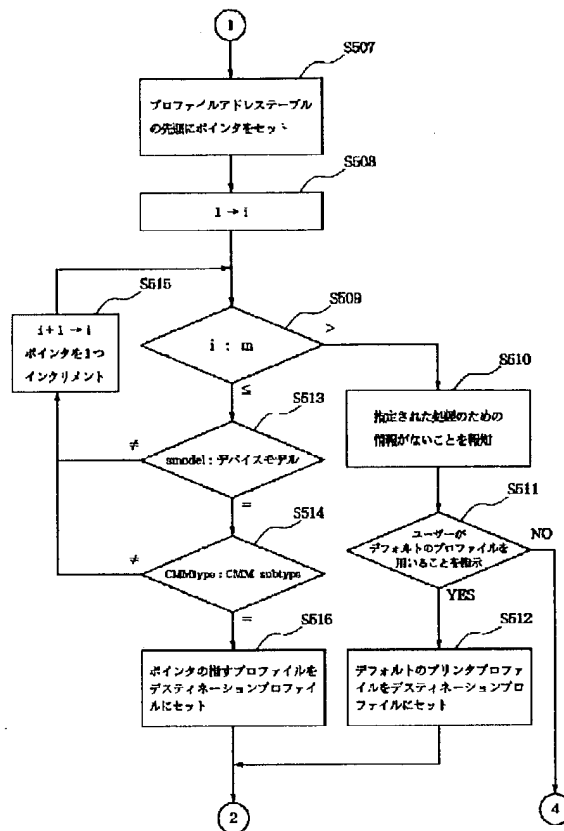 1
S507
プロファイルアドレステーブル
の先頭にポインタをセット
S508
1 → i
S515
i+1 → i
ポインタを1つ
インクリメント
S509
i : m
>
≤
S510
指定された処理のための
情報がないことを報知
S513
smodel : デバイスモデル
≠
=
S511
ユーザーが
デフォルトのプロファイルを
用いることを指示
NO
YES
S514
CMMType : CMM subtype
≠
=
S516
ポインタの指すプロファイルを
デスティネーションプロファ
イルにセット
S512
デフォルトのプリンタプロフ
ァイルをデスティネーションプロ
ファイルにセット
2
4